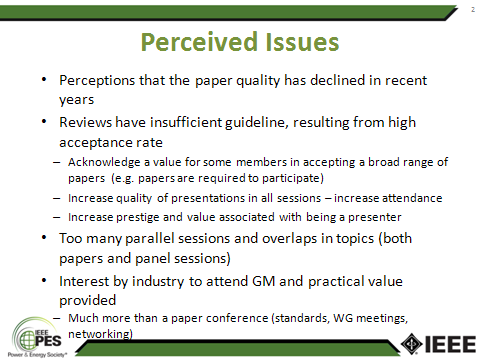 2
Perceived Issues
• Perceptions that the paper quality has declined in recent
years
• Reviews have insufficient guideline, resulting from high
acceptance rate
– Acknowledge a value for some members in accepting a broad range of
papers (e.g. papers are required to participate)
– Increase quality of presentations in all sessions – increase attendance
– Increase prestige and value associated with being a presenter
• Too many parallel sessions and overlaps in topics (both
papers and panel sessions)
• Interest by industry to attend GM and practical value
provided
– Much more than a paper conference (standards, WG meetings,
networking)
IEEE
PES
Power & Energy Society®
IEEE